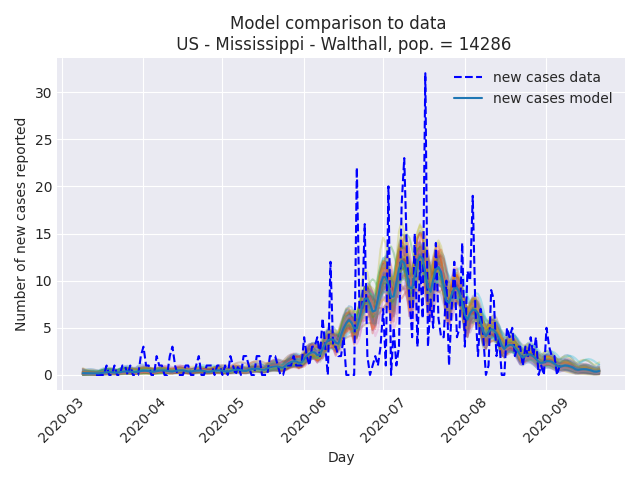 Model comparison to data
US - Mississippi - Walthall, pop. = 14286
new cases data
new cases model
Number of new cases reported
30
25
20
15
10
5
0
2020-03
2020-04
2020-05
2020-06
2020-07
2020-08
2020-09
Day